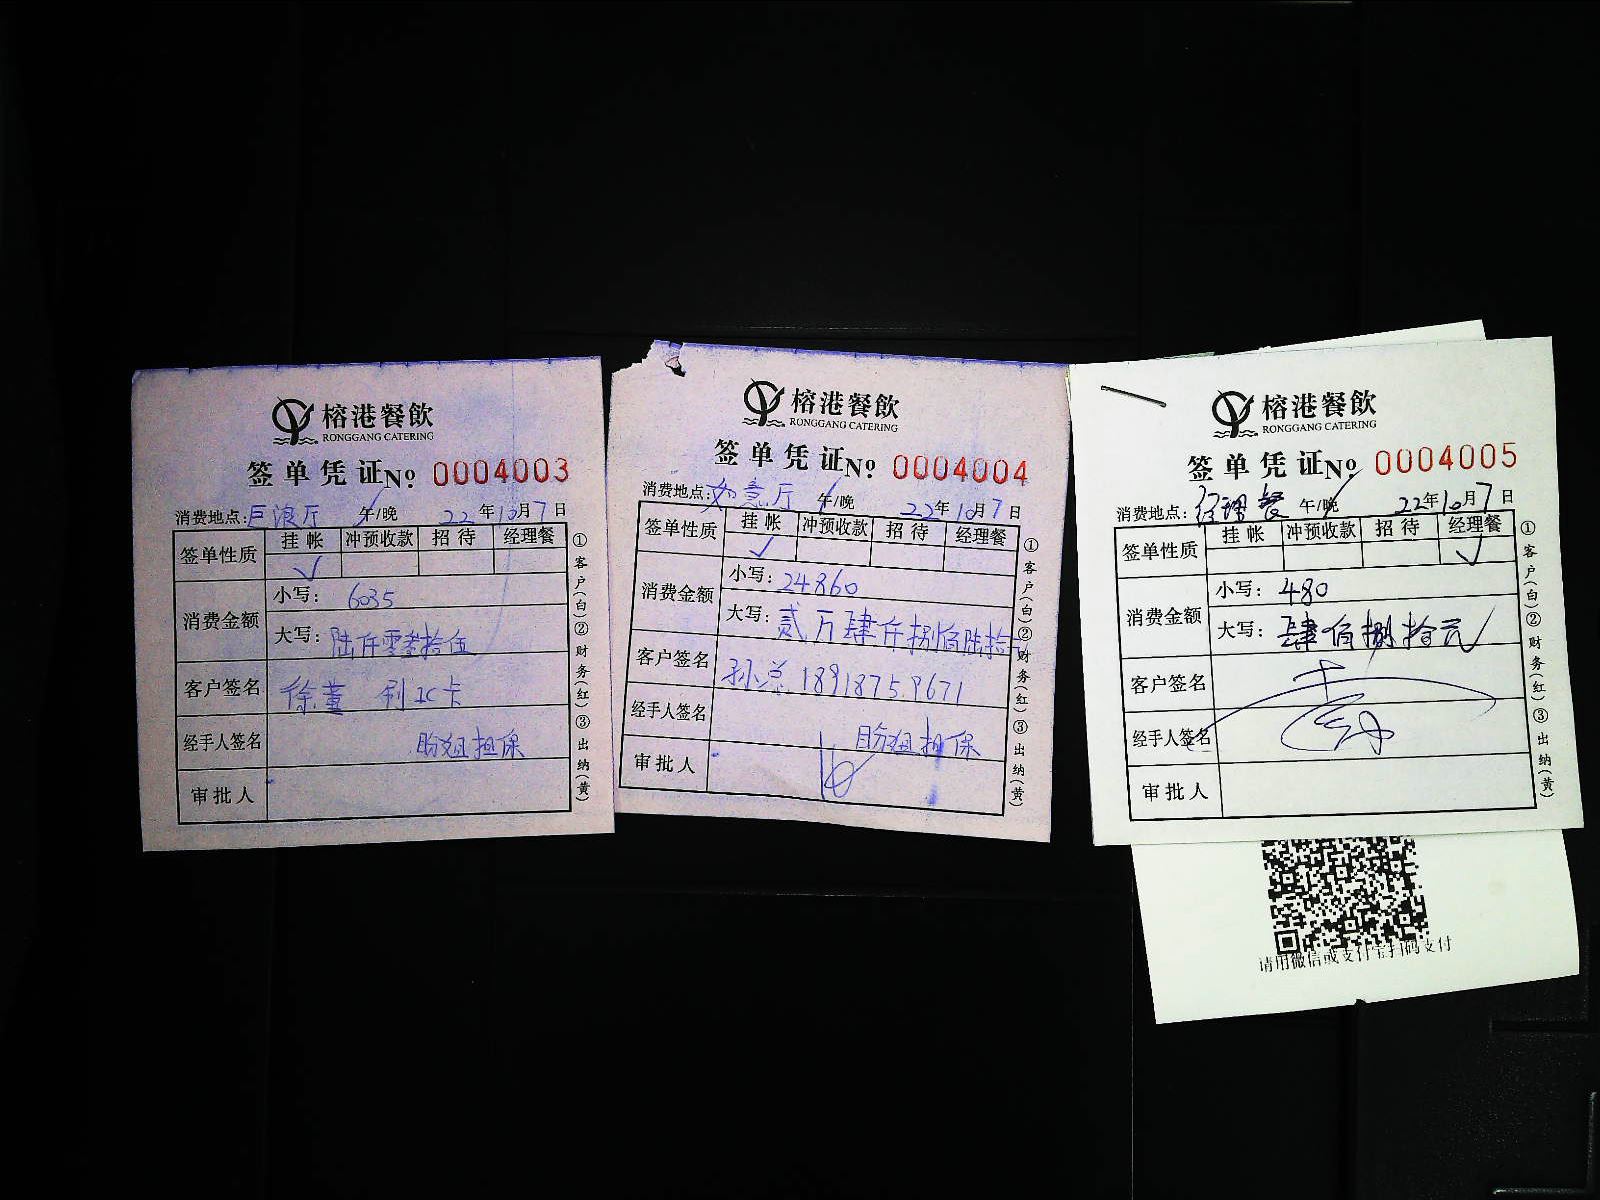 榕港餐飲
RONGGANG CATERING
签单凭证No 0004003
消费地点:巨浪厅 午/晚 22年10月7日
签单性质 挂帐 冲预收款 招待 经理餐
✓
消费金额 小写: 6035
大写: 陆仟零叁拾伍
客户签名 徐董 刷IC卡
经手人签名 盼姐担保
审批人
①客户(白)②财务(红)③出纳(黄)
榕港餐飲
RONGGANG CATERING
签单凭证No 0004004
消费地点:如意厅 午/晚 22年10月7日
签单性质 挂帐 冲预收款 招待 经理餐
✓
消费金额 小写: 24860
大写: 贰万肆仟捌佰陆拾元
客户签名 孙总 18918759671
经手人签名 盼姐担保
审批人
①客户(白)②财务(红)③出纳(黄)
榕港餐飲
RONGGANG CATERING
签单凭证No 0004005
消费地点:经理餐 午/晚 22年10月7日
签单性质 挂帐 冲预收款 招待 经理餐
✓
消费金额 小写: 480
大写: 肆佰捌拾元
客户签名
经手人签名
审批人
①客户(白)②财务(红)③出纳(黄)
请用微信或支付宝扫码支付